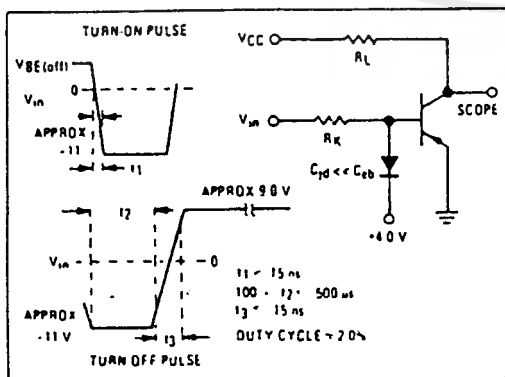 TURN-ON PULSE
VBE(off)
0
Vin
APPROX
-11
t1
VCC
RL
SCOPE
Vin
RK
Cjd << Ceb
+4.0 V
APPROX 9.0 V
t2
Vin
0
APPROX
-11 V
t3
TURN OFF PULSE
t1 < 15 ns
100 < t2 < 500 µs
t3 < 15 ns
DUTY CYCLE ≈ 2.0%